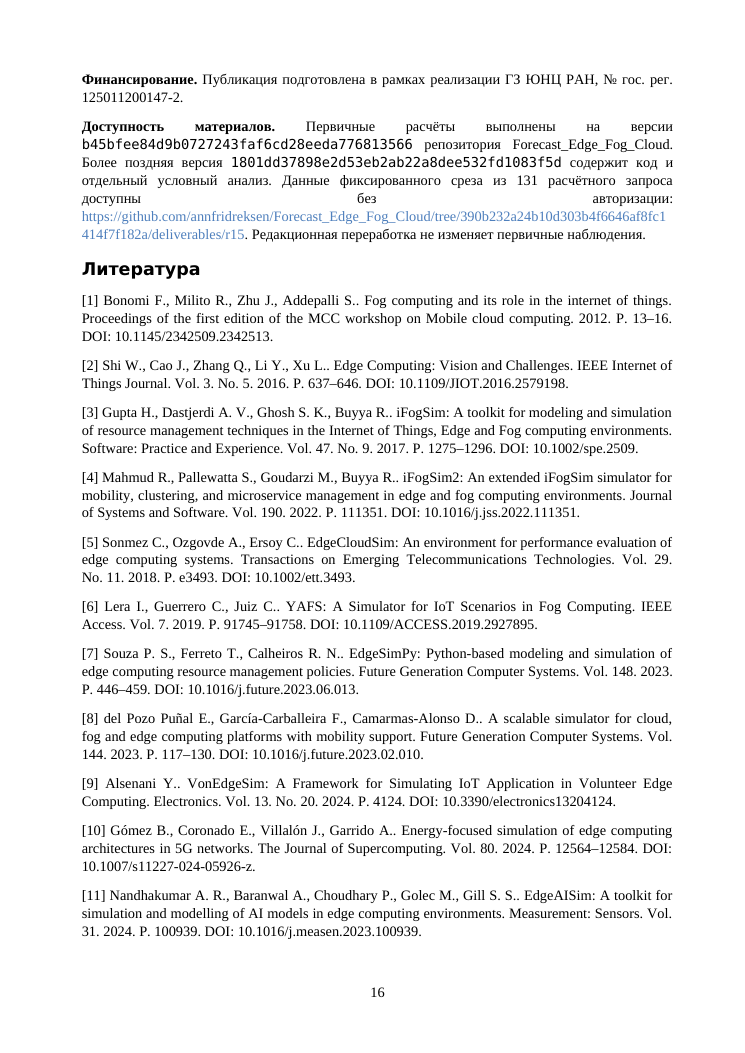 Финансирование. Публикация подготовлена в рамках реализации ГЗ ЮНЦ РАН, № гос. рег.
125011200147-2.
Доступность материалов. Первичные расчёты выполнены на версии
b45bfee84d9b0727243faf6cd28eeda776813566 репозитория Forecast_Edge_Fog_Cloud.
Более поздняя версия 1801dd37898e2d53eb2ab22a8dee532fd1083f5d содержит код и
отдельный условный анализ. Данные фиксированного среза из 131 расчётного запроса
доступны без авторизации:
https://github.com/annfridreksen/Forecast_Edge_Fog_Cloud/tree/390b232a24b10d303b4f6646af8fc1
414f7f182a/deliverables/r15. Редакционная переработка не изменяет первичные наблюдения.
Литература
[1] Bonomi F., Milito R., Zhu J., Addepalli S.. Fog computing and its role in the internet of things.
Proceedings of the first edition of the MCC workshop on Mobile cloud computing. 2012. P. 13–16.
DOI: 10.1145/2342509.2342513.
[2] Shi W., Cao J., Zhang Q., Li Y., Xu L.. Edge Computing: Vision and Challenges. IEEE Internet of
Things Journal. Vol. 3. No. 5. 2016. P. 637–646. DOI: 10.1109/JIOT.2016.2579198.
[3] Gupta H., Dastjerdi A. V., Ghosh S. K., Buyya R.. iFogSim: A toolkit for modeling and simulation
of resource management techniques in the Internet of Things, Edge and Fog computing environments.
Software: Practice and Experience. Vol. 47. No. 9. 2017. P. 1275–1296. DOI: 10.1002/spe.2509.
[4] Mahmud R., Pallewatta S., Goudarzi M., Buyya R.. iFogSim2: An extended iFogSim simulator for
mobility, clustering, and microservice management in edge and fog computing environments. Journal
of Systems and Software. Vol. 190. 2022. P. 111351. DOI: 10.1016/j.jss.2022.111351.
[5] Sonmez C., Ozgovde A., Ersoy C.. EdgeCloudSim: An environment for performance evaluation of
edge computing systems. Transactions on Emerging Telecommunications Technologies. Vol. 29.
No. 11. 2018. P. e3493. DOI: 10.1002/ett.3493.
[6] Lera I., Guerrero C., Juiz C.. YAFS: A Simulator for IoT Scenarios in Fog Computing. IEEE
Access. Vol. 7. 2019. P. 91745–91758. DOI: 10.1109/ACCESS.2019.2927895.
[7] Souza P. S., Ferreto T., Calheiros R. N.. EdgeSimPy: Python-based modeling and simulation of
edge computing resource management policies. Future Generation Computer Systems. Vol. 148. 2023.
P. 446–459. DOI: 10.1016/j.future.2023.06.013.
[8] del Pozo Puñal E., García-Carballeira F., Camarmas-Alonso D.. A scalable simulator for cloud,
fog and edge computing platforms with mobility support. Future Generation Computer Systems. Vol.
144. 2023. P. 117–130. DOI: 10.1016/j.future.2023.02.010.
[9] Alsenani Y.. VonEdgeSim: A Framework for Simulating IoT Application in Volunteer Edge
Computing. Electronics. Vol. 13. No. 20. 2024. P. 4124. DOI: 10.3390/electronics13204124.
[10] Gómez B., Coronado E., Villalón J., Garrido A.. Energy-focused simulation of edge computing
architectures in 5G networks. The Journal of Supercomputing. Vol. 80. 2024. P. 12564–12584. DOI:
10.1007/s11227-024-05926-z.
[11] Nandhakumar A. R., Baranwal A., Choudhary P., Golec M., Gill S. S.. EdgeAISim: A toolkit for
simulation and modelling of AI models in edge computing environments. Measurement: Sensors. Vol.
31. 2024. P. 100939. DOI: 10.1016/j.measen.2023.100939.
16